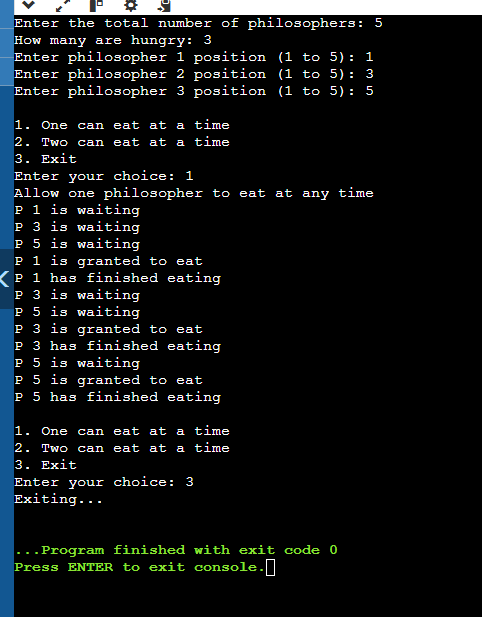 Enter the total number of philosophers: 5
How many are hungry: 3
Enter philosopher 1 position (1 to 5): 1
Enter philosopher 2 position (1 to 5): 3
Enter philosopher 3 position (1 to 5): 5

1. One can eat at a time
2. Two can eat at a time
3. Exit
Enter your choice: 1
Allow one philosopher to eat at any time
P 1 is waiting
P 3 is waiting
P 5 is waiting
P 1 is granted to eat
P 1 has finished eating
P 3 is waiting
P 5 is waiting
P 3 is granted to eat
P 3 has finished eating
P 5 is waiting
P 5 is granted to eat
P 5 has finished eating

1. One can eat at a time
2. Two can eat at a time
3. Exit
Enter your choice: 3
Exiting...

...Program finished with exit code 0
Press ENTER to exit console.